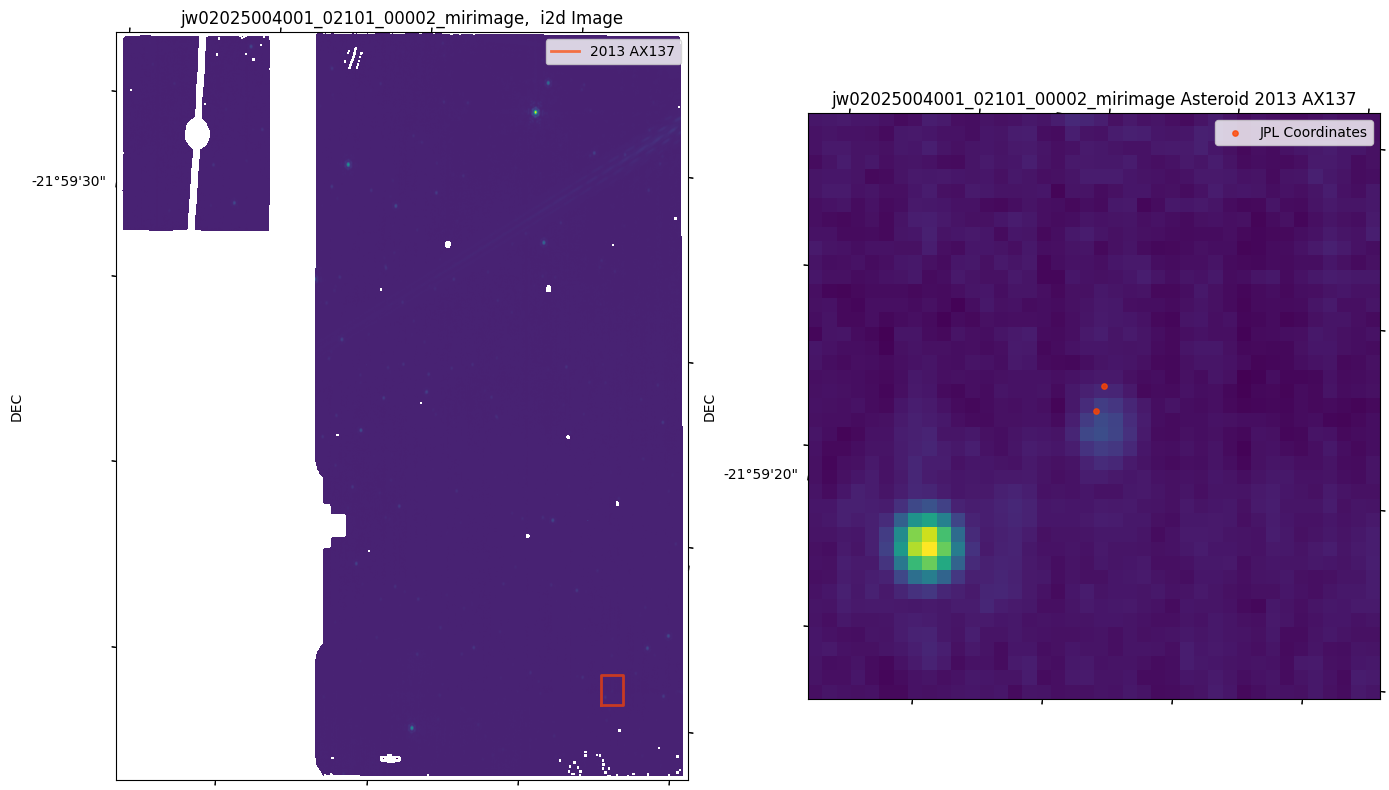 jw02025004001_02101_00002_mirimage,  i2d Image
2013 AX137
-21°59'30"
DEC
jw02025004001_02101_00002_mirimage Asteroid 2013 AX137
JPL Coordinates
-21°59'20"
DEC